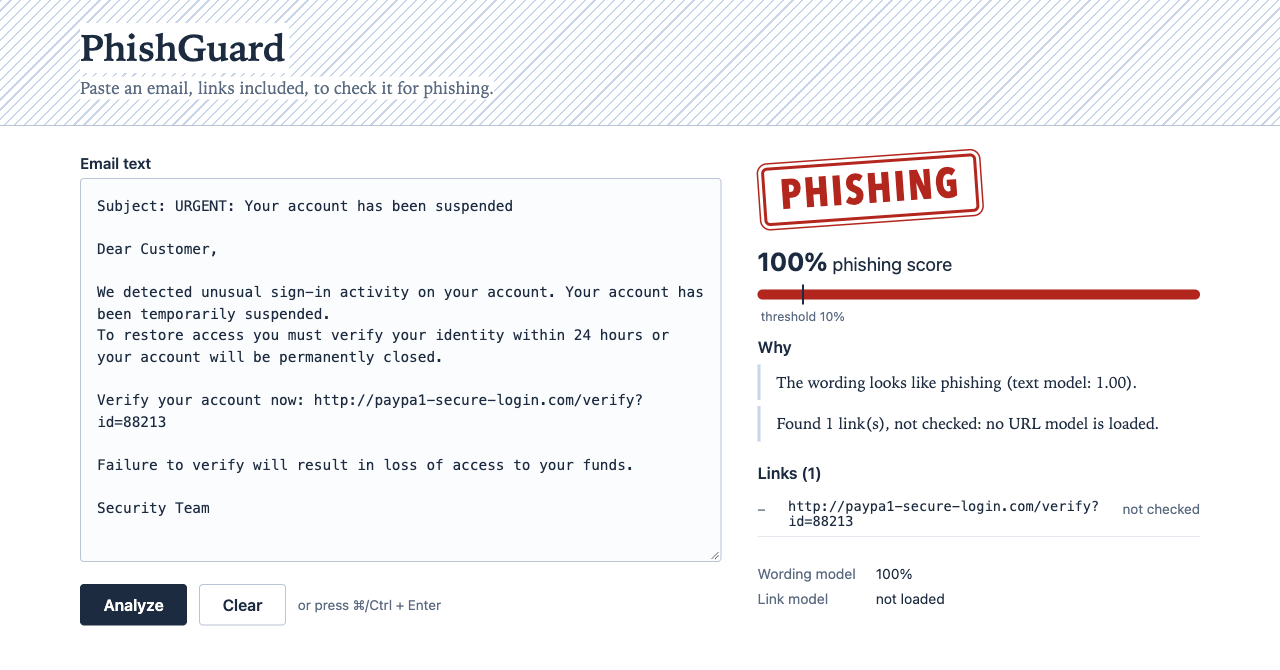 PhishGuard
Paste an email, links included, to check it for phishing.
Email text
Subject: URGENT: Your account has been suspended
Dear Customer,
We detected unusual sign-in activity on your account. Your account has
been temporarily suspended.
To restore access you must verify your identity within 24 hours or
your account will be permanently closed.
Verify your account now: http://paypa1-secure-login.com/verify?
id=88213
Failure to verify will result in loss of access to your funds.
Security Team
Analyze
Clear
or press ⌘/Ctrl + Enter
PHISHING
100% phishing score
threshold 10%
Why
The wording looks like phishing (text model: 1.00).
Found 1 link(s), not checked: no URL model is loaded.
Links (1)
– http://paypa1-secure-login.com/verify? not checked
id=88213
Wording model 100%
Link model not loaded